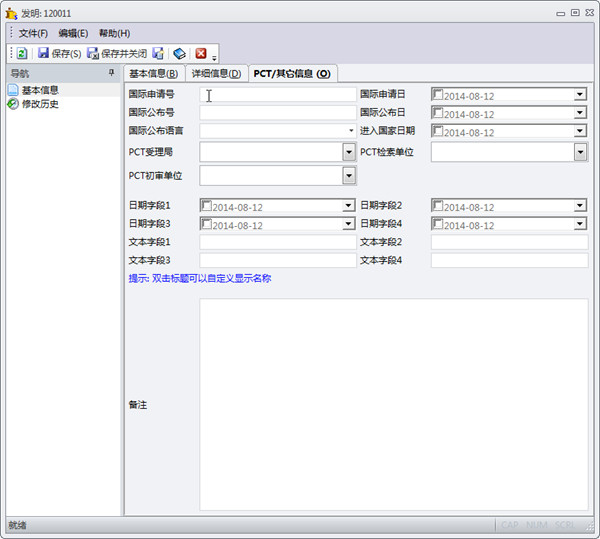 发明: 120011
文件(F) 编辑(E) 帮助(H)
保存(S) 保存并关闭
导航
基本信息
修改历史
基本信息(B) 详细信息(D) PCT/其它信息 (O)
国际申请号 国际申请日 2014-08-12
国际公布号 国际公布日 2014-08-12
国际公布语言 进入国家日期 2014-08-12
PCT受理局 PCT检索单位
PCT初审单位
日期字段1 2014-08-12 日期字段2 2014-08-12
日期字段3 2014-08-12 日期字段4 2014-08-12
文本字段1 文本字段2
文本字段3 文本字段4
提示: 双击标题可以自定义显示名称
备注
就绪 CAP NUM SCRL